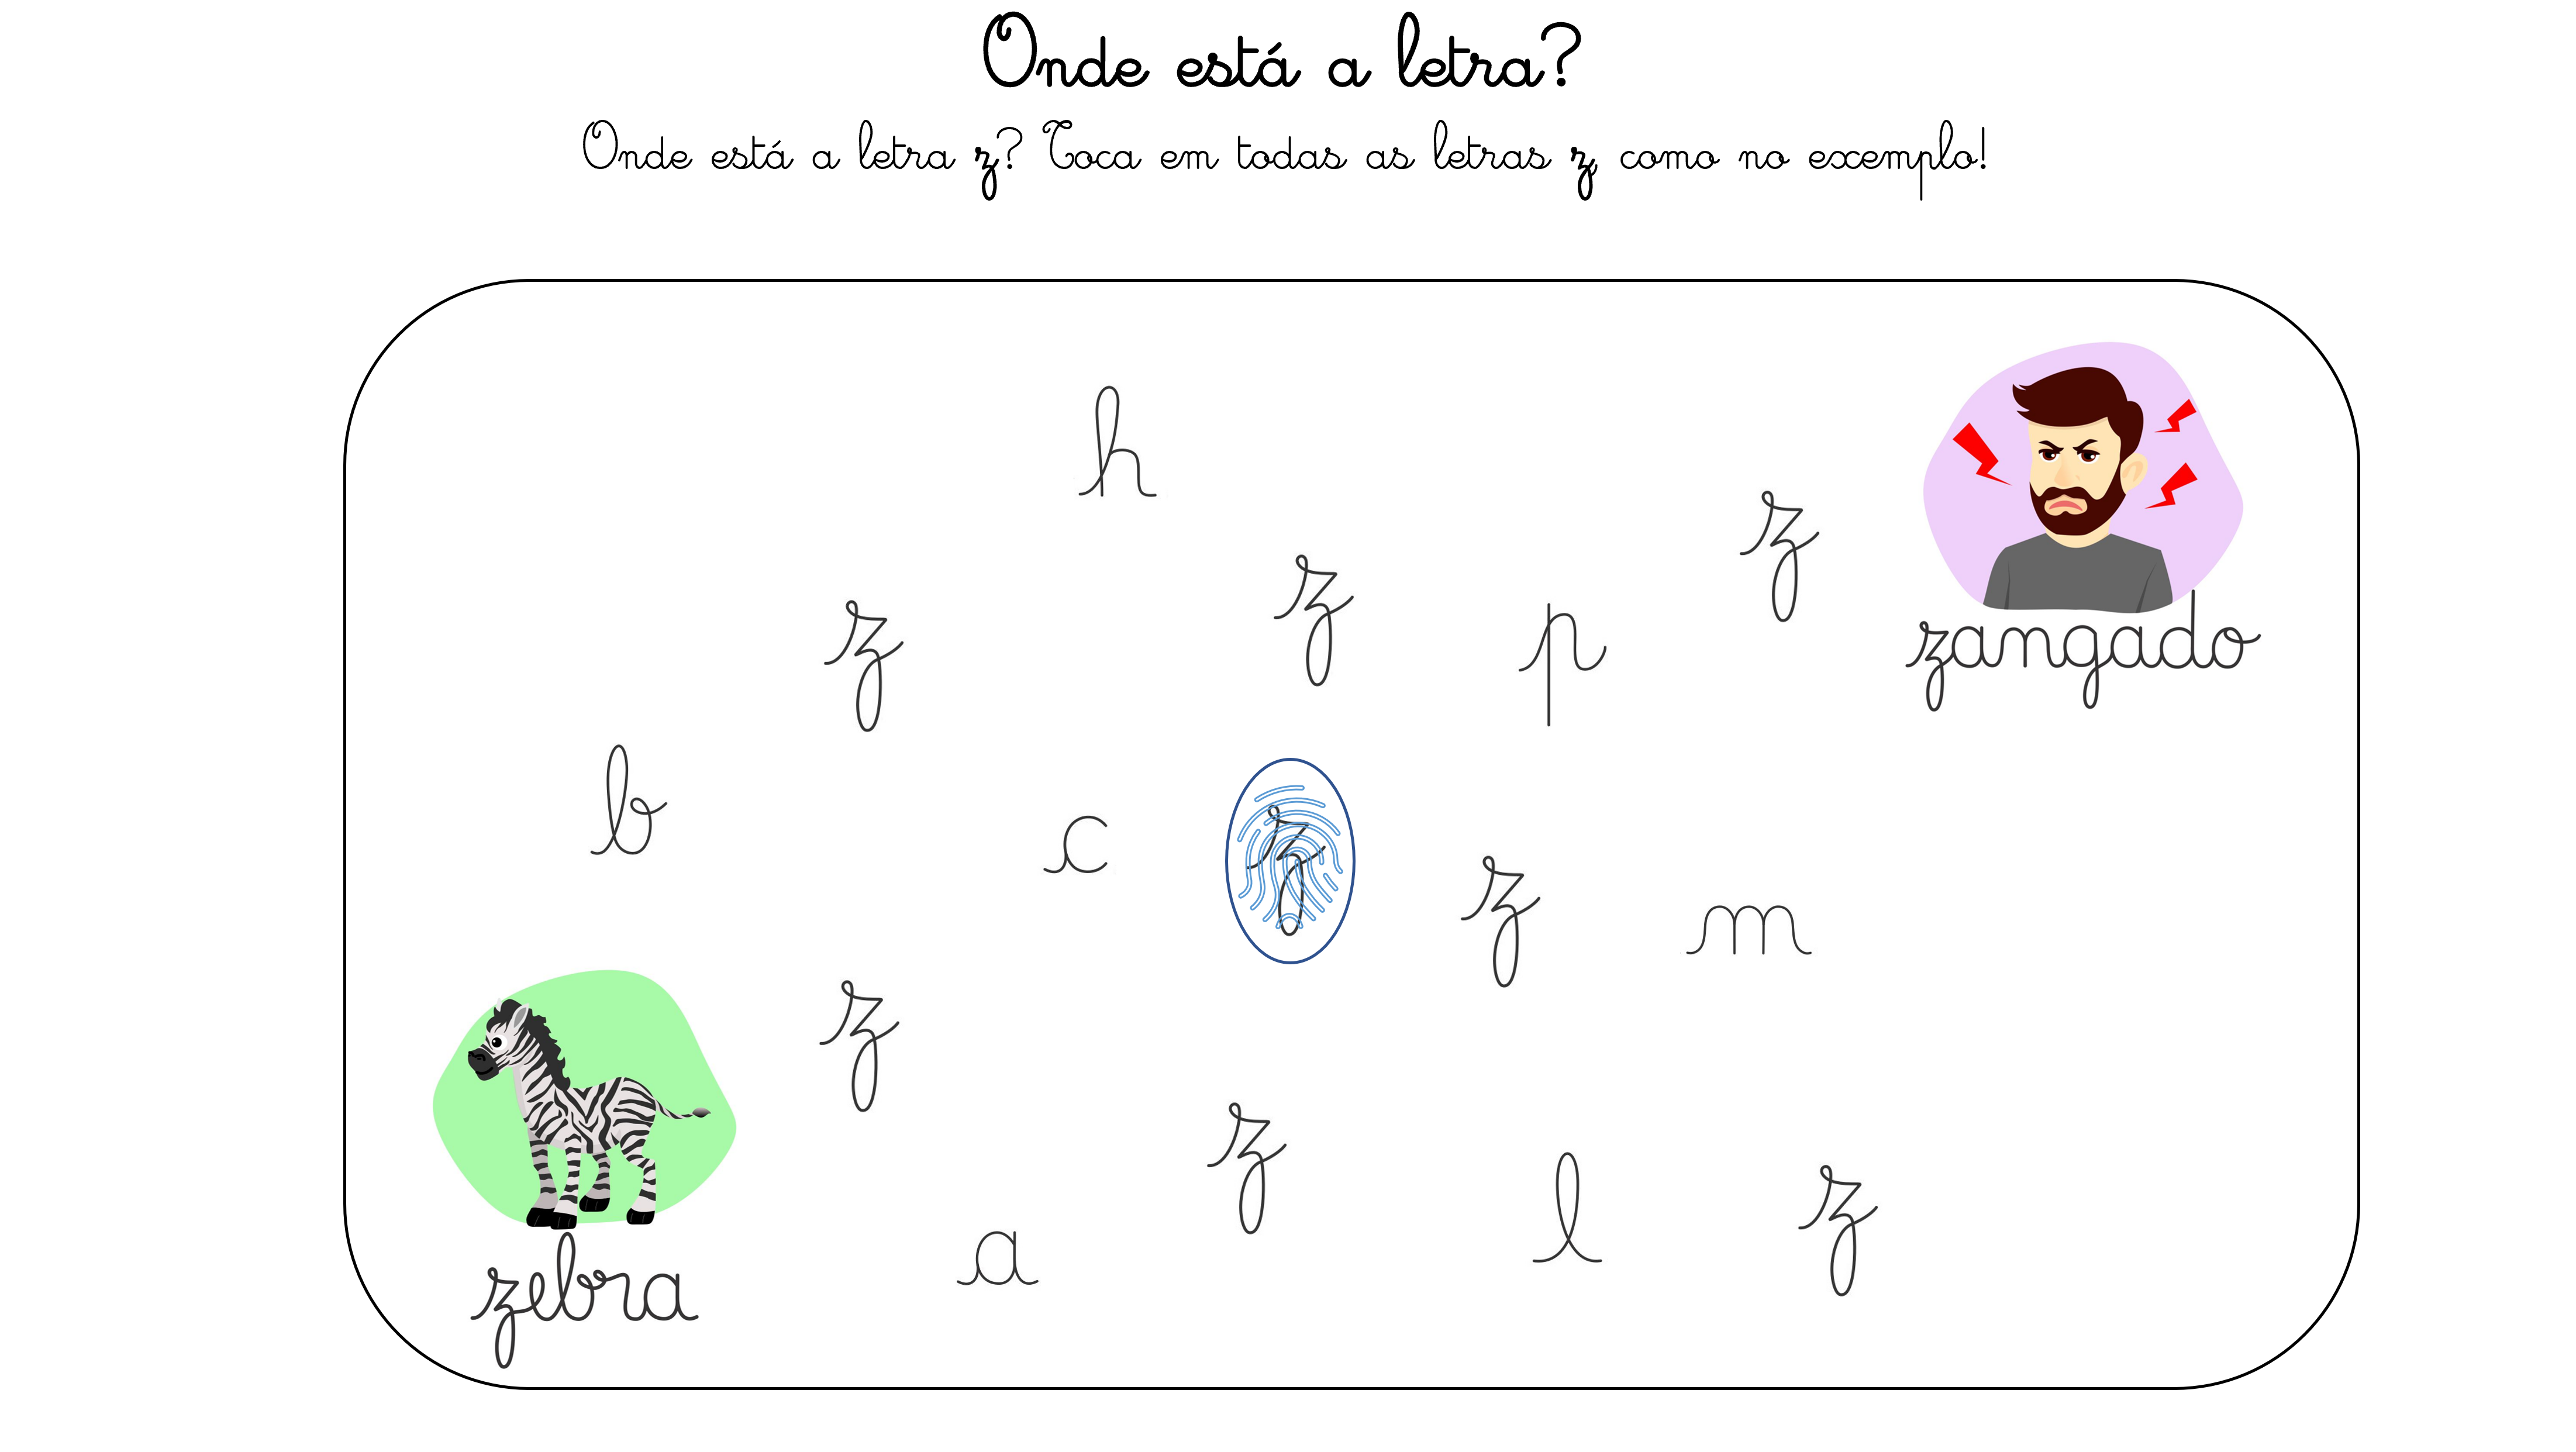 Onde está a letra?
Onde está a letra z? Toca em todas as letras z como no exemplo!
h
z
z
z
p
zangado
b
c
z
z
m
z
z
l
z
a
zebra